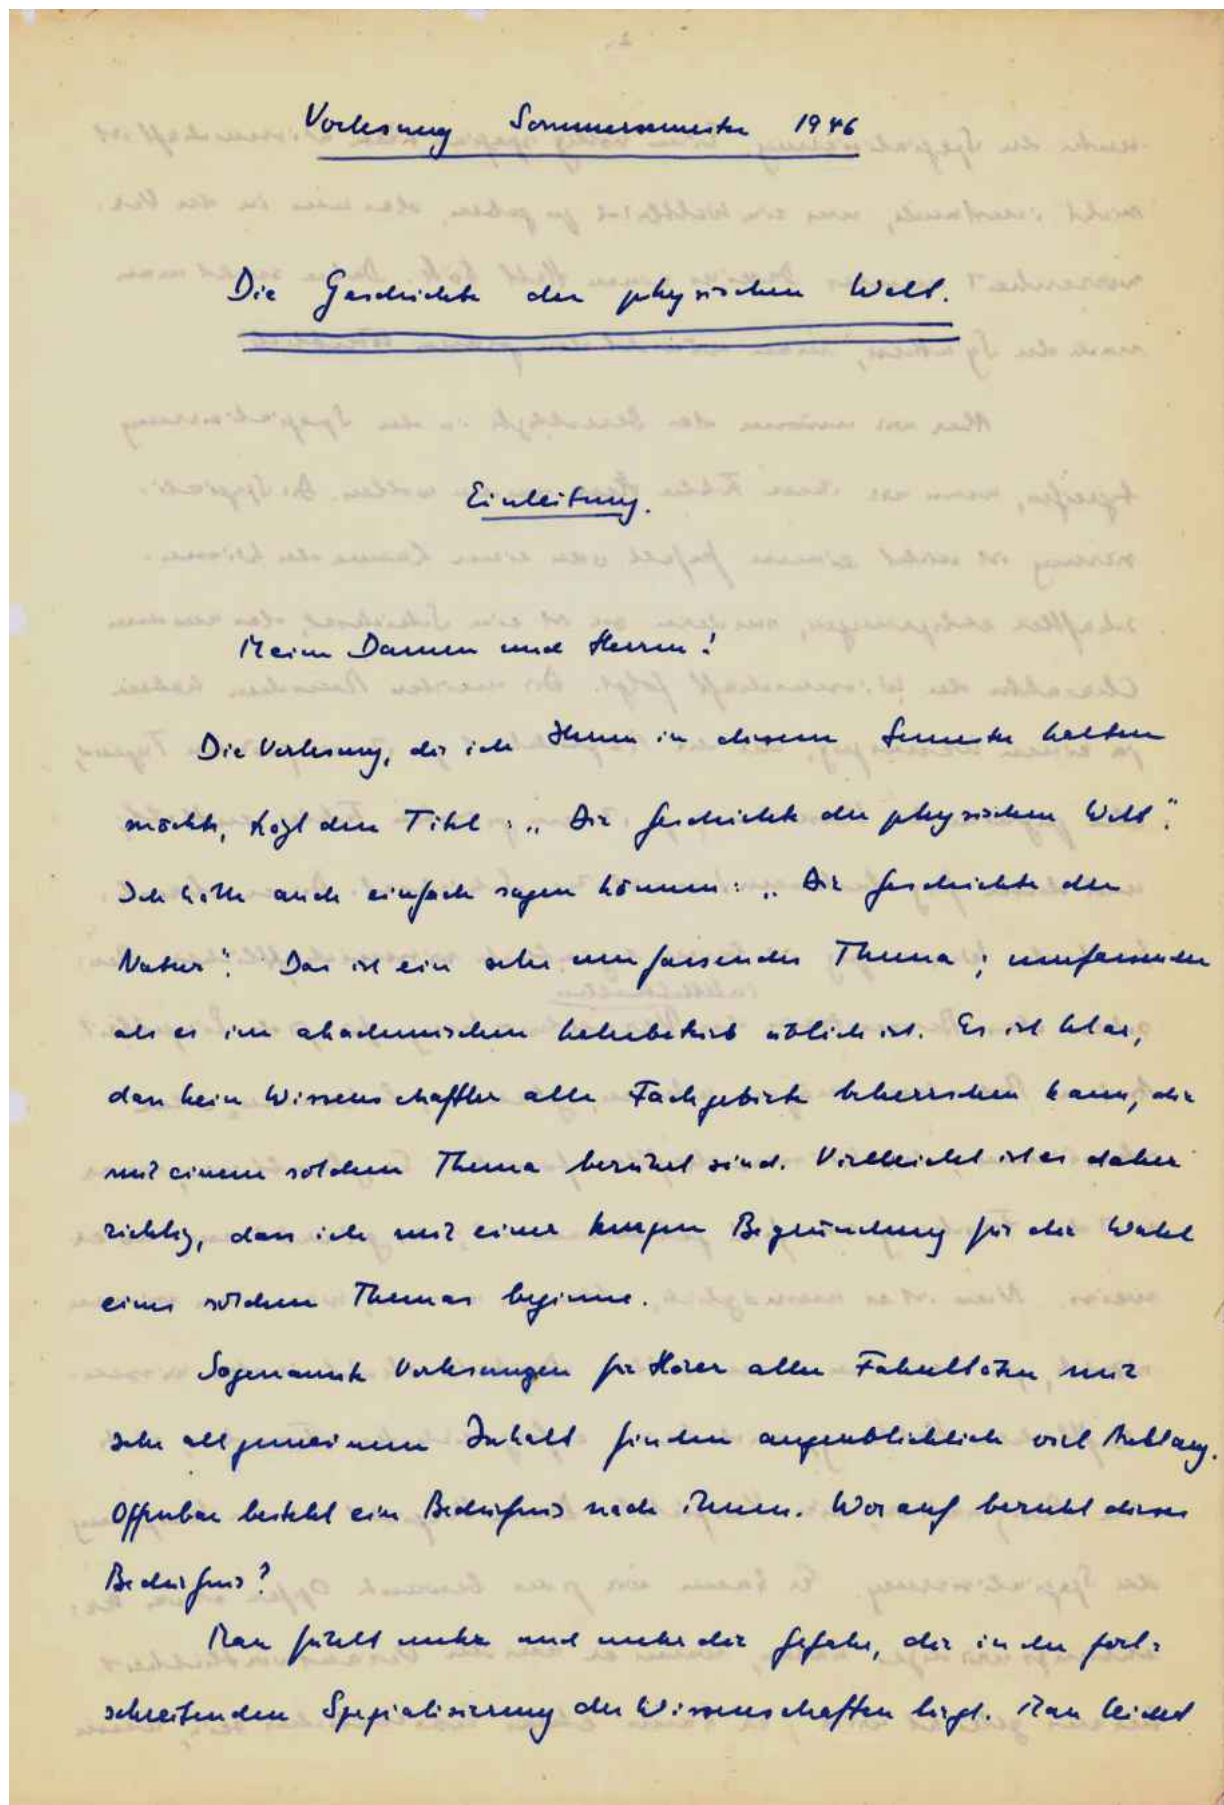 Vorlesung Sommersemester 1946
Die Geschichte der physischen Welt.
Einleitung.
Meine Damen und Herren!
Die Vorlesung, die ich Ihnen in diesem Semester halten
möchte, trägt den Titel: „Die Geschichte der physischen Welt“.
Ich hätte auch einfach sagen können: „Die Geschichte der
Natur“. Das ist ein sehr umfassendes Thema; umfassender
als es im akademischen Lehrbetrieb üblich ist. Es ist klar,
dass kein Wissenschaftler alle Fachgebiete beherrschen kann, die
mit einem solchen Thema berührt sind. Vielleicht ist es daher
richtig, dass ich mit einer kurzen Begründung für die Wahl
eines solchen Themas beginne.
Sogenannte Vorlesungen für Hörer aller Fakultäten mit
sehr allgemeinem Inhalt finden augenblicklich viel Anklang.
Offenbar besteht ein Bedürfnis nach ihnen. Worauf beruht dieses
Bedürfnis?
Man fühlt mehr und mehr die Gefahr, die in der fort-
schreitenden Spezialisierung der Wissenschaften liegt. Man leidet